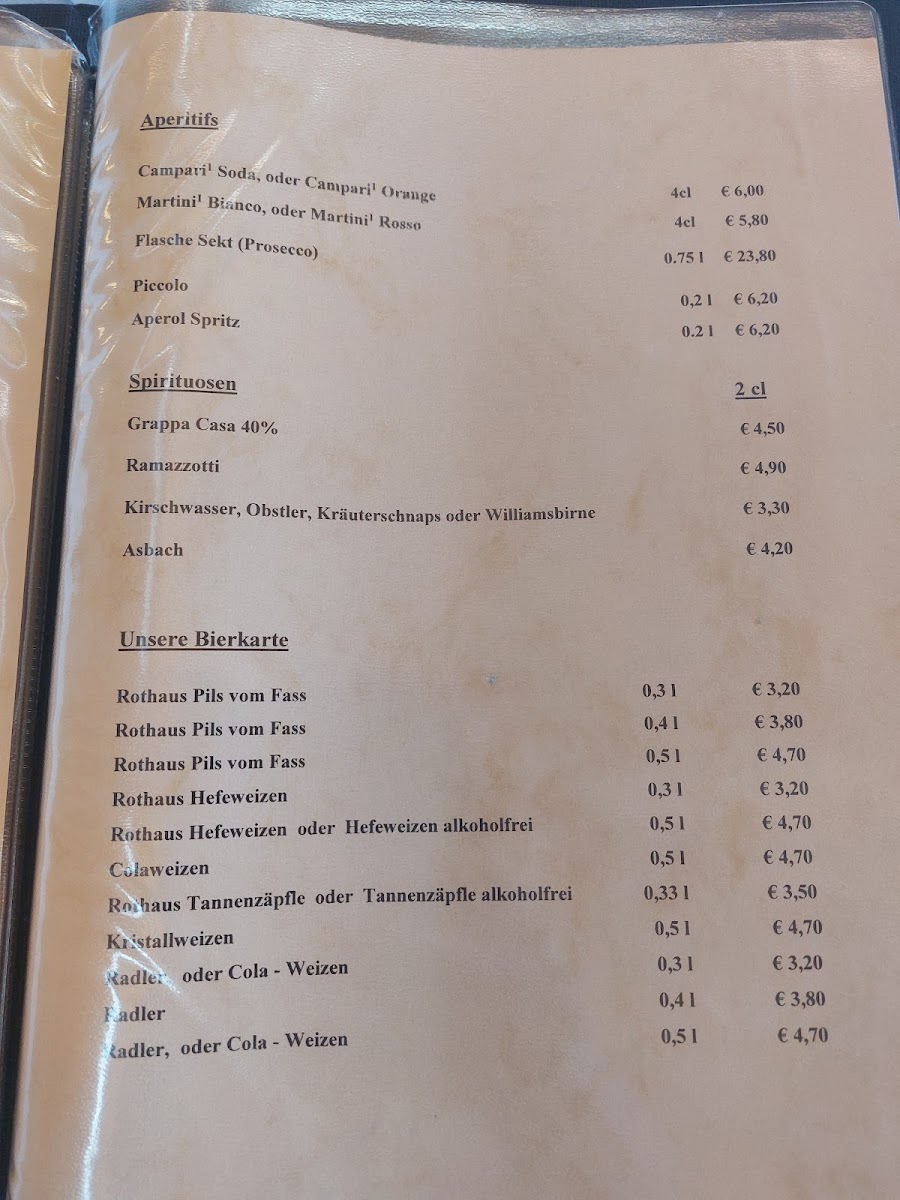 Aperitifs
Campari¹ Soda, oder Campari¹ Orange 4cl € 6,00
Martini¹ Bianco, oder Martini¹ Rosso 4cl € 5,80
Flasche Sekt (Prosecco) 0.75 l € 23,80
Piccolo 0,2 l € 6,20
Aperol Spritz 0.2 l € 6,20
Spirituosen 2 cl
Grappa Casa 40% € 4,50
Ramazzotti € 4,90
Kirschwasser, Obstler, Kräuterschnaps oder Williamsbirne € 3,30
Asbach € 4,20
Unsere Bierkarte
Rothaus Pils vom Fass 0,3 l € 3,20
Rothaus Pils vom Fass 0,4 l € 3,80
Rothaus Pils vom Fass 0,5 l € 4,70
Rothaus Hefeweizen 0,3 l € 3,20
Rothaus Hefeweizen oder Hefeweizen alkoholfrei 0,5 l € 4,70
Colaweizen 0,5 l € 4,70
Rothaus Tannenzäpfle oder Tannenzäpfle alkoholfrei 0,33 l € 3,50
Kristallweizen 0,5 l € 4,70
Radler, oder Cola - Weizen 0,3 l € 3,20
Radler 0,4 l € 3,80
Radler, oder Cola - Weizen 0,5 l € 4,70